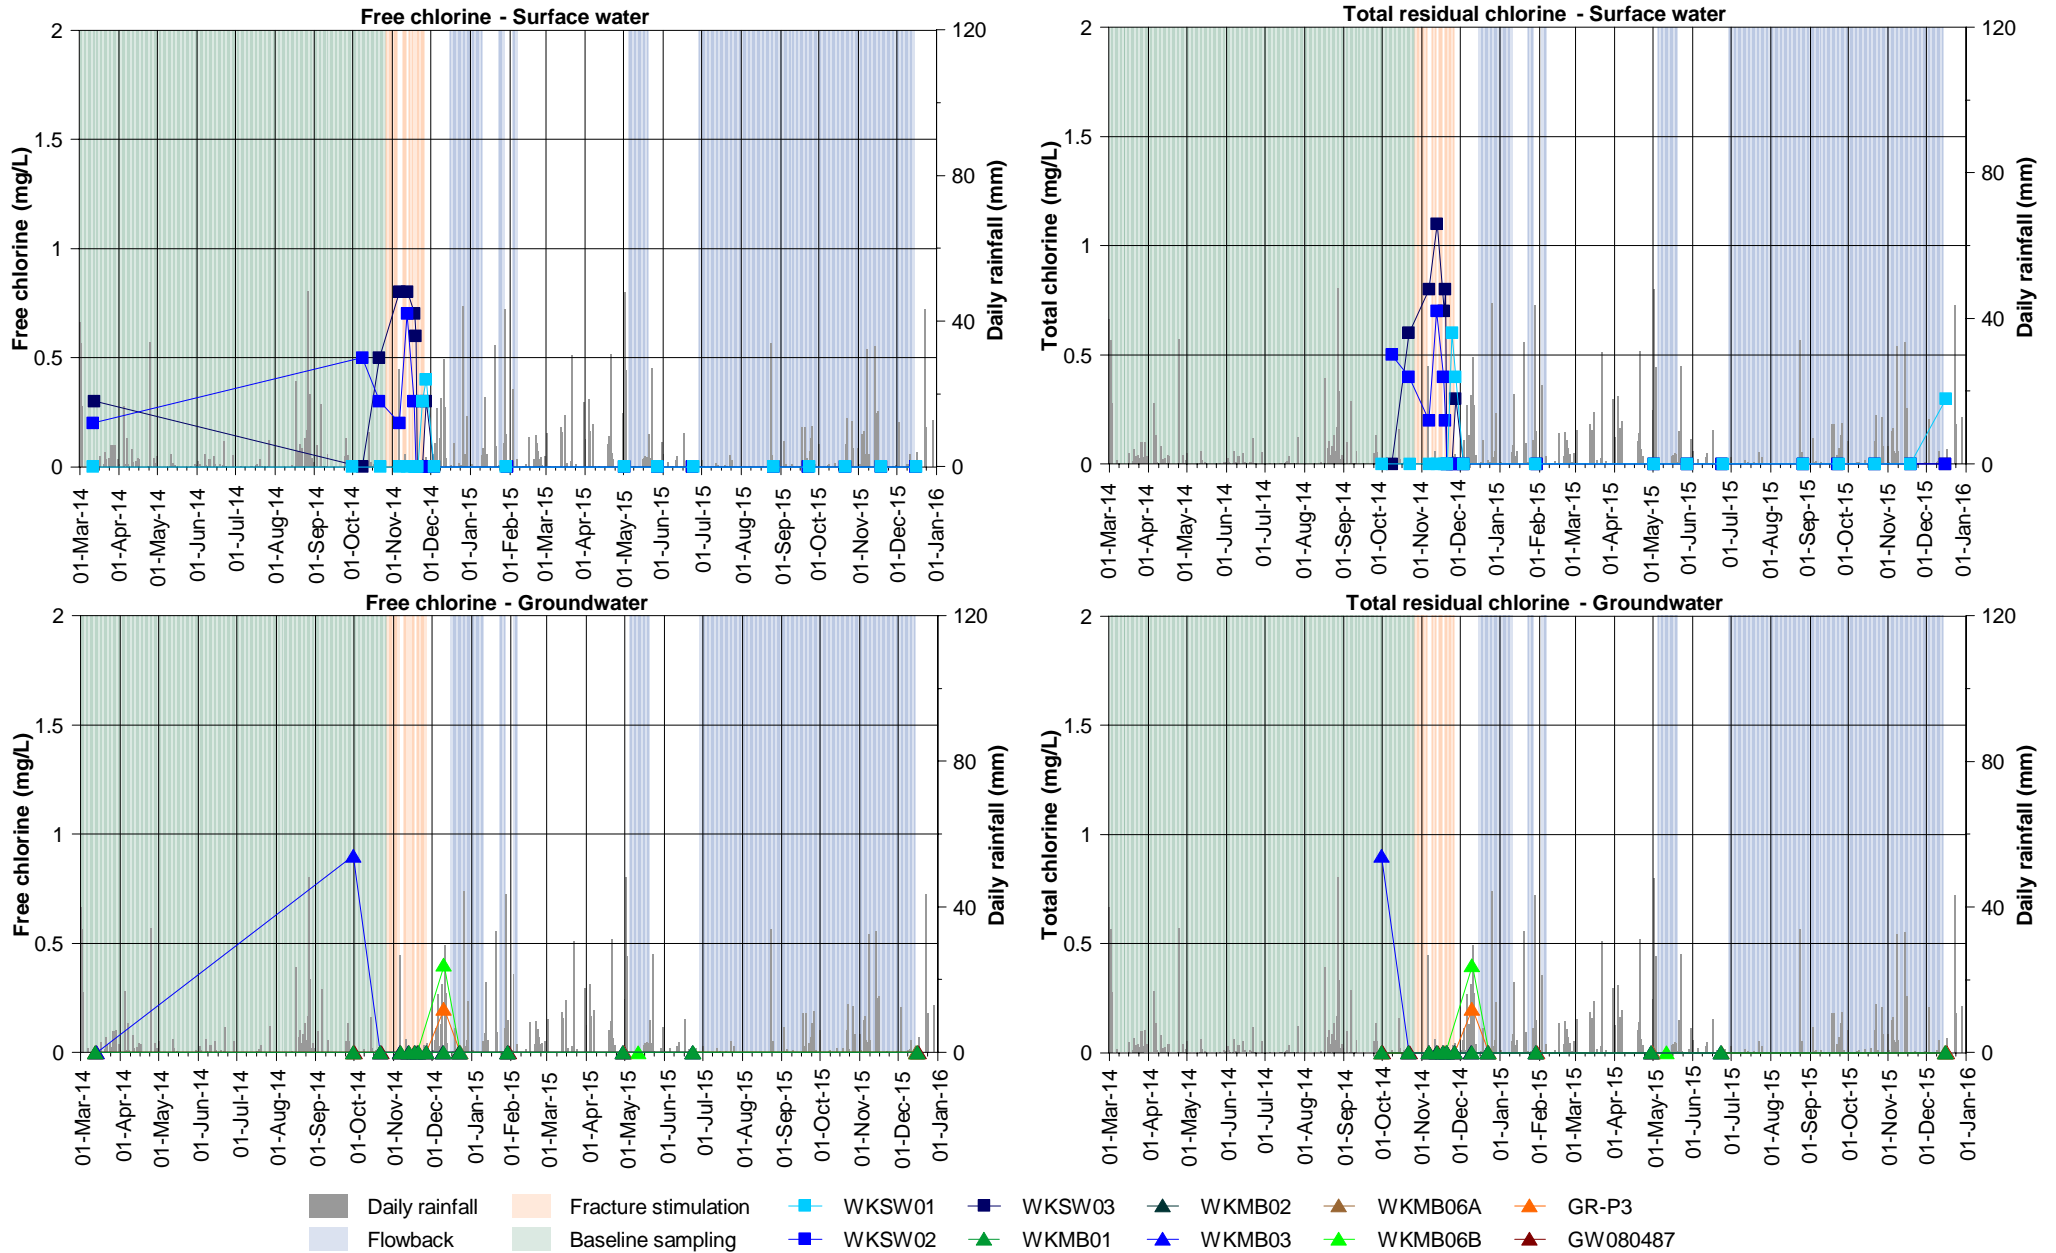 Free chlorine - Surface water
2
1.5
1
0.5
0
Free chlorine (mg/L)
120
80
40
0
Daily rainfall (mm)
01-Mar-14
01-Apr-14
01-May-14
01-Jun-14
01-Jul-14
01-Aug-14
01-Sep-14
01-Oct-14
01-Nov-14
01-Dec-14
01-Jan-15
01-Feb-15
01-Mar-15
01-Apr-15
01-May-15
01-Jun-15
01-Jul-15
01-Aug-15
01-Sep-15
01-Oct-15
01-Nov-15
01-Dec-15
01-Jan-16
Total residual chlorine - Surface water
2
1.5
1
0.5
0
Total chlorine (mg/L)
120
80
40
0
Daily rainfall (mm)
01-Mar-14
01-Apr-14
01-May-14
01-Jun-14
01-Jul-14
01-Aug-14
01-Sep-14
01-Oct-14
01-Nov-14
01-Dec-14
01-Jan-15
01-Feb-15
01-Mar-15
01-Apr-15
01-May-15
01-Jun-15
01-Jul-15
01-Aug-15
01-Sep-15
01-Oct-15
01-Nov-15
01-Dec-15
01-Jan-16
Free chlorine - Groundwater
2
1.5
1
0.5
0
Free chlorine (mg/L)
120
80
40
0
Daily rainfall (mm)
01-Mar-14
01-Apr-14
01-May-14
01-Jun-14
01-Jul-14
01-Aug-14
01-Sep-14
01-Oct-14
01-Nov-14
01-Dec-14
01-Jan-15
01-Feb-15
01-Mar-15
01-Apr-15
01-May-15
01-Jun-15
01-Jul-15
01-Aug-15
01-Sep-15
01-Oct-15
01-Nov-15
01-Dec-15
01-Jan-16
Total residual chlorine - Groundwater
2
1.5
1
0.5
0
Total chlorine (mg/L)
120
80
40
0
Daily rainfall (mm)
01-Mar-14
01-Apr-14
01-May-14
01-Jun-14
01-Jul-14
01-Aug-14
01-Sep-14
01-Oct-14
01-Nov-14
01-Dec-14
01-Jan-15
01-Feb-15
01-Mar-15
01-Apr-15
01-May-15
01-Jun-15
01-Jul-15
01-Aug-15
01-Sep-15
01-Oct-15
01-Nov-15
01-Dec-15
01-Jan-16
Daily rainfall Fracture stimulation WKSW01 WKSW03 WKMB02 WKMB06A GR-P3
Flowback Baseline sampling WKSW02 WKMB01 WKMB03 WKMB06B GW080487